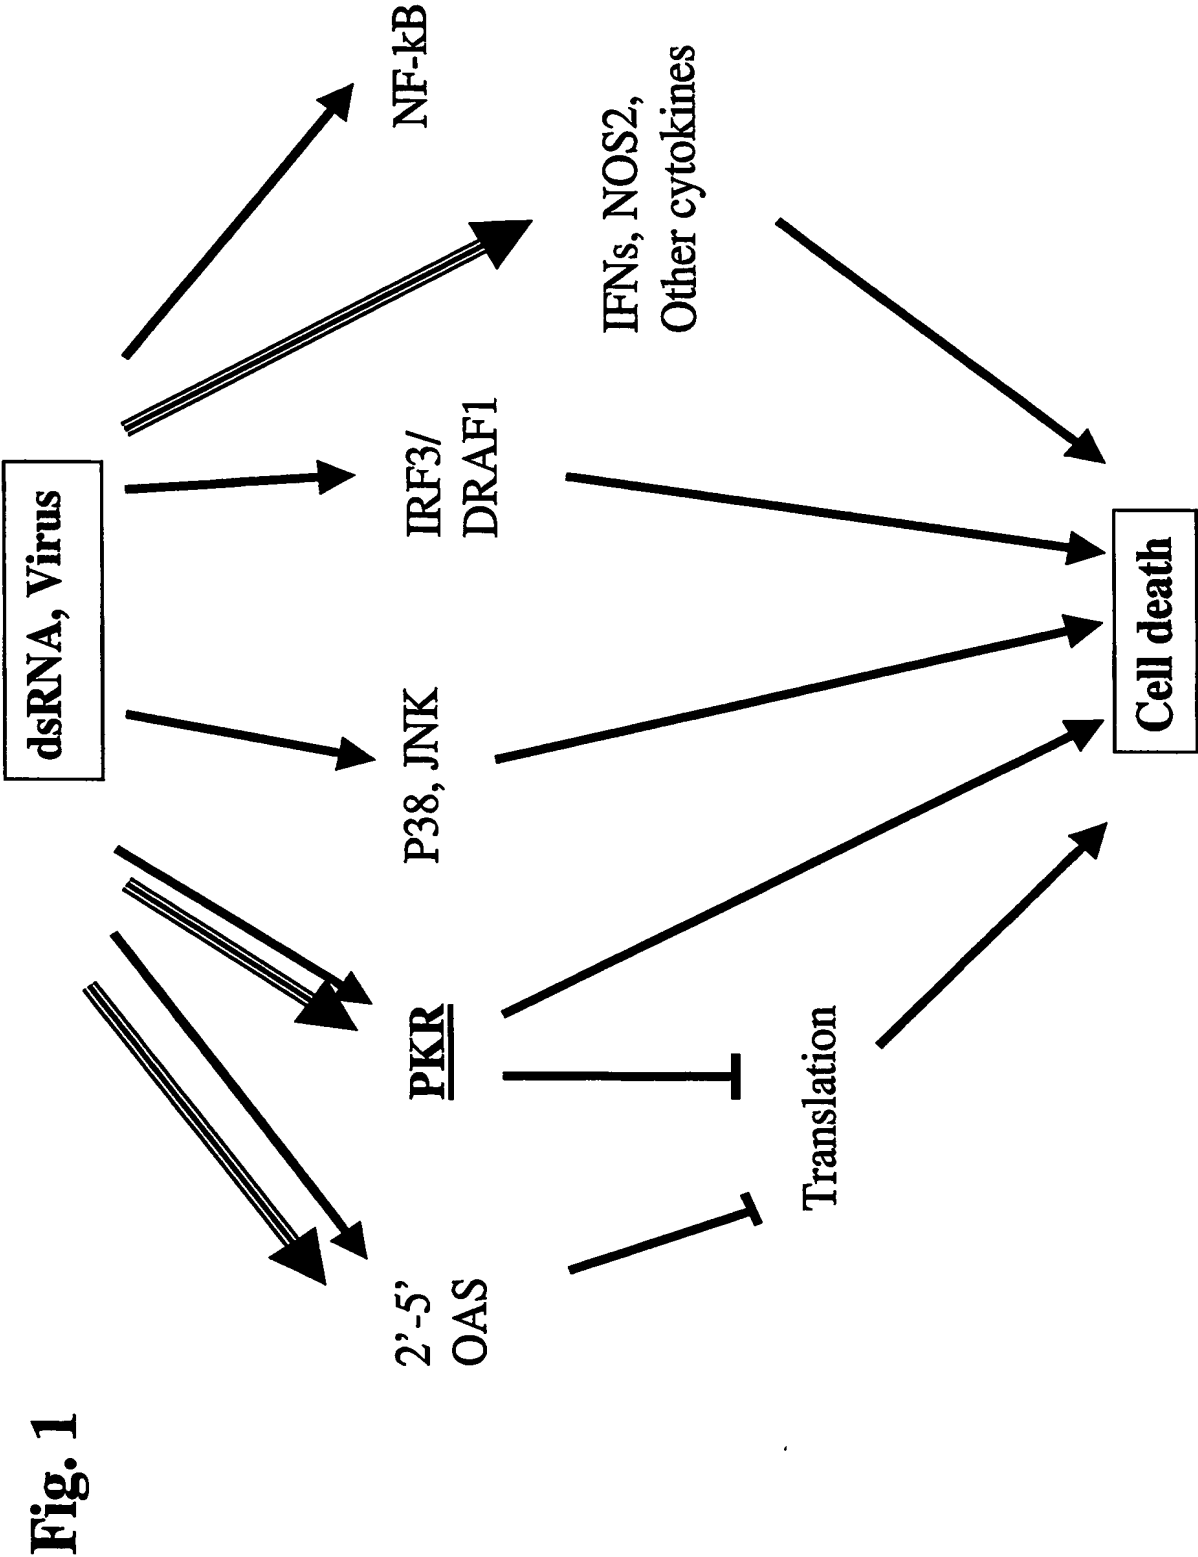 Fig. 1
dsRNA, Virus
2’-5’
OAS
PKR
P38, JNK
IRF3/
DRAF1
NF-kB
IFNs, NOS2,
Other cytokines
Translation
Cell death